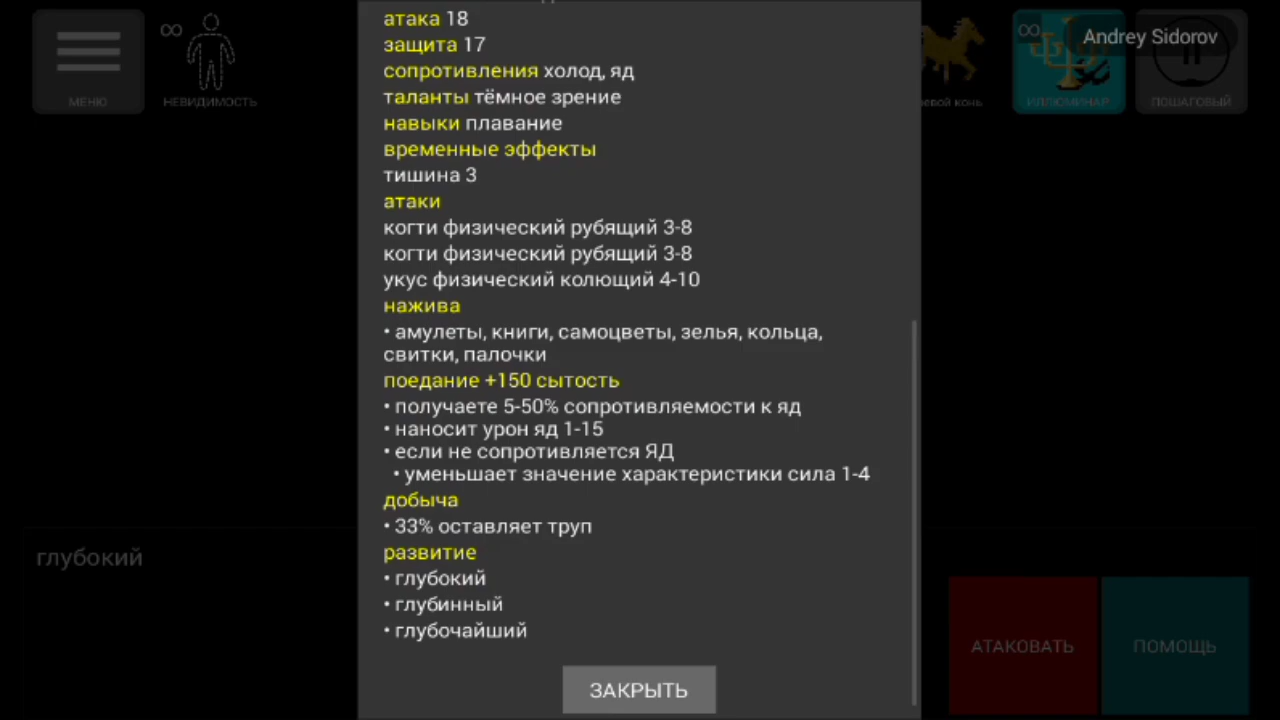 атака 18
защита 17
сопротивления холод, яд
таланты тёмное зрение
навыки плавание
временные эффекты
тишина 3
атаки
когти физический рубящий 3-8
когти физический рубящий 3-8
укус физический колющий 4-10
нажива
• амулеты, книги, самоцветы, зелья, кольца,
свитки, палочки
поедание +150 сытость
• получаете 5-50% сопротивляемости к яд
• наносит урон яд 1-15
• если не сопротивляется ЯД
• уменьшает значение характеристики сила 1-4
добыча
• 33% оставляет труп
развитие
• глубокий
• глубинный
• глубочайший
ЗАКРЫТЬ
МЕНЮ
∞
НЕВИДИМОСТЬ
конь
∞
ИЛЛЮМИНАР
Andrey Sidorov
ПОШАГОВЫЙ
глубокий
АТАКОВАТЬ
ПОМОЩЬ